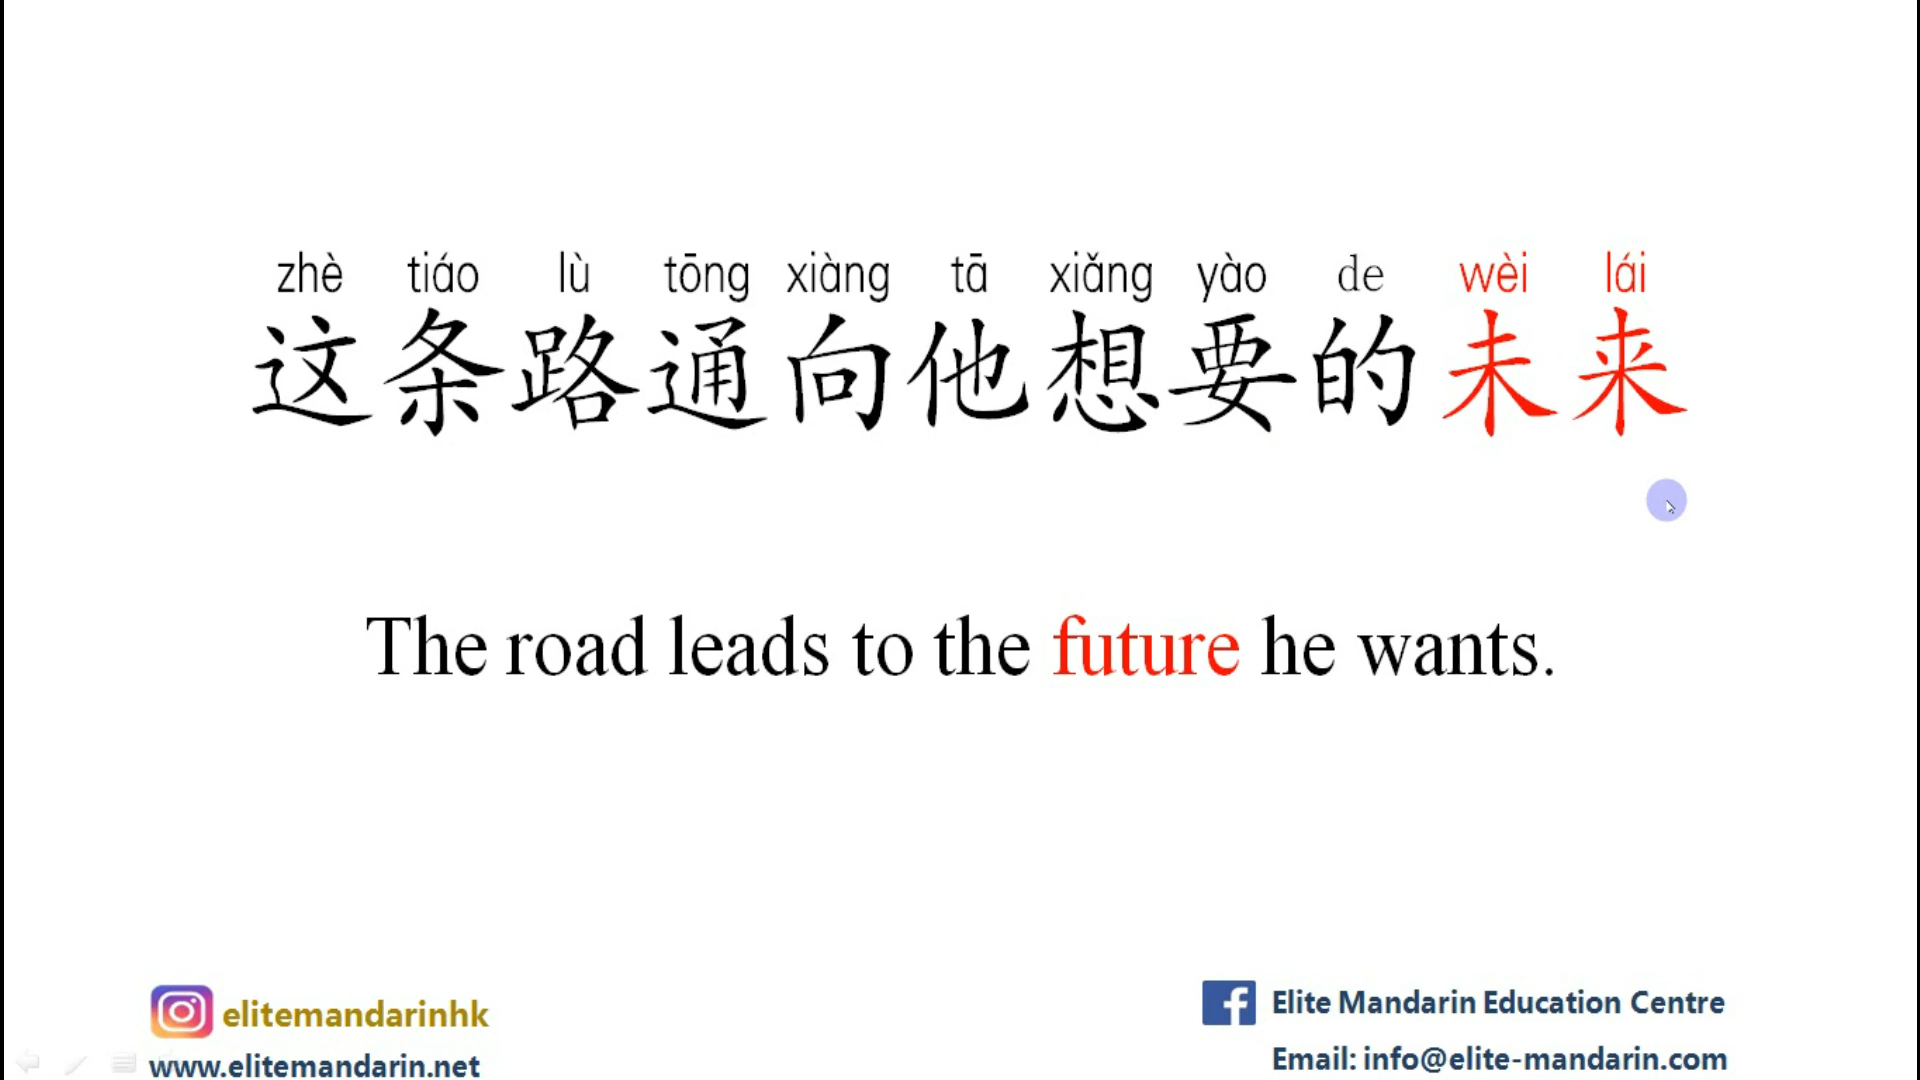 zhè tiáo lù tōng xiàng tā xiǎng yào de wèi lái
这条路通向他想要的未来
The road leads to the future he wants.
elitemandarinhk
www.elitemandarin.net
Elite Mandarin Education Centre
Email: info@elite-mandarin.com